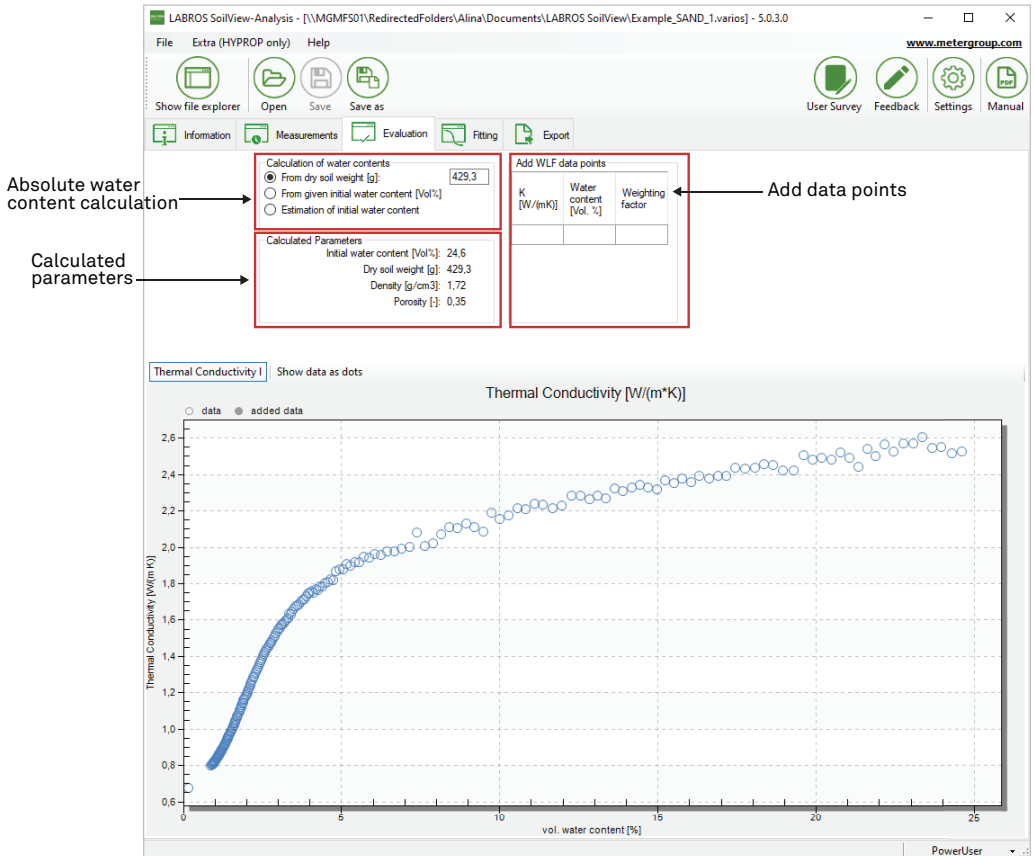 LABROS SoilView-Analysis - [\\MGMFS01\RedirectedFolders\Alina\Documents\LABROS SoilView\Example_SAND_1.varios] - 5.0.3.0
File Extra (HYPROP only) Help
www.metergroup.com
Show file explorer Open Save Save as
User Survey Feedback Settings Manual
PDF
Information Measurements Evaluation Fitting Export
Absolute water
content calculation
Calculation of water contents
From dry soil weight [g]: 429,3
From given initial water content [Vol%]
Estimation of initial water content
Add WLF data points
K
[W/(mK)]
Water
content
[Vol. %]
Weighting
factor
Add data points
Calculated
parameters
Calculated Parameters
Initial water content [Vol%]: 24,6
Dry soil weight [g]: 429,3
Density [g/cm3]: 1,72
Porosity [-]: 0,35
Thermal Conductivity I Show data as dots
Thermal Conductivity [W/(m*K)]
data added data
Thermal Conductivity [W/(m K)]
2,6
2,4
2,2
2,0
1,8
1,6
1,4
1,2
1,0
0,8
0,6
0 5 10 15 20 25
vol. water content [%]
PowerUser